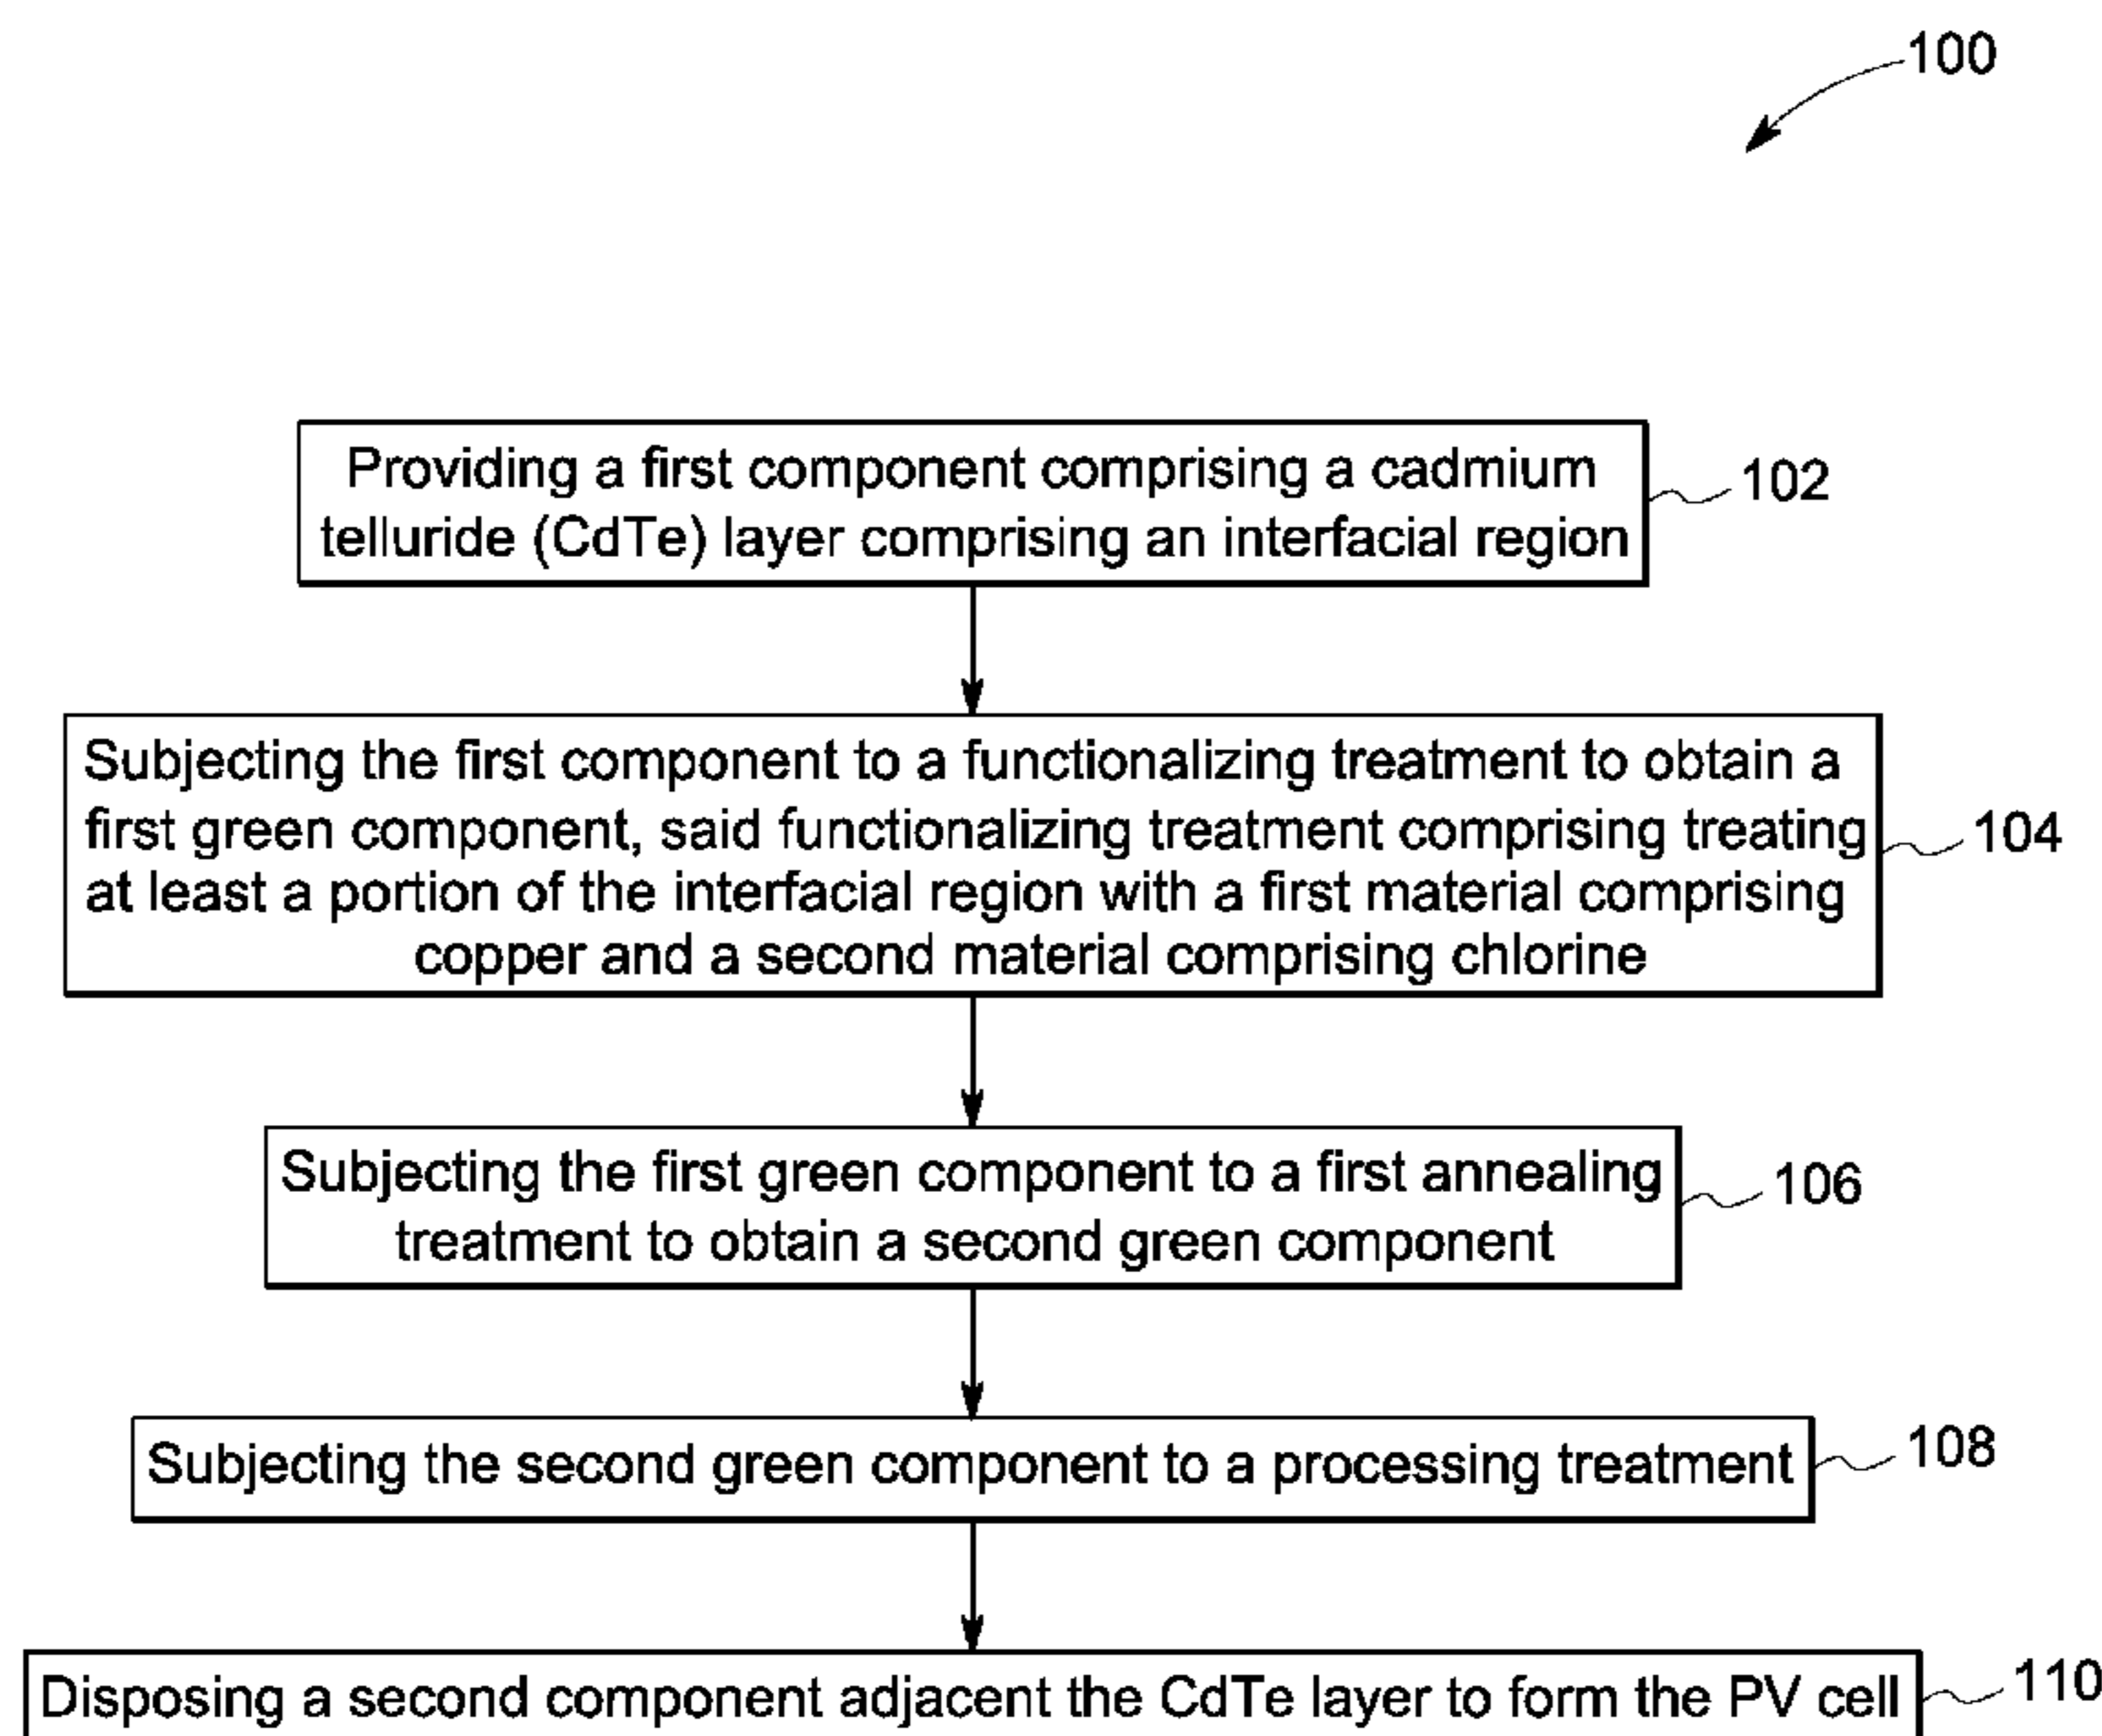 100
Providing a first component comprising a cadmium
telluride (CdTe) layer comprising an interfacial region
102
Subjecting the first component to a functionalizing treatment to obtain a
first green component, said functionalizing treatment comprising treating
at least a portion of the interfacial region with a first material comprising
copper and a second material comprising chlorine
104
Subjecting the first green component to a first annealing
treatment to obtain a second green component
106
Subjecting the second green component to a processing treatment
108
Disposing a second component adjacent the CdTe layer to form the PV cell
110